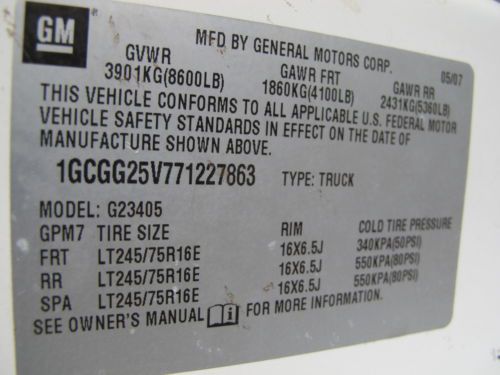 GM
MFD BY GENERAL MOTORS CORP.
05/07
GVWR GAWR FRT GAWR RR
3901KG(8600LB) 1860KG(4100LB) 2431KG(5360LB)
THIS VEHICLE CONFORMS TO ALL APPLICABLE U.S. FEDERAL MOTOR
VEHICLE SAFETY STANDARDS IN EFFECT ON THE DATE OF
MANUFACTURE SHOWN ABOVE.
1GCGG25V771227863 TYPE: TRUCK
MODEL: G23405
GPM7 TIRE SIZE RIM COLD TIRE PRESSURE
FRT LT245/75R16E 16X6.5J 340KPA(50PSI)
RR LT245/75R16E 16X6.5J 550KPA(80PSI)
SPA LT245/75R16E 16X6.5J 550KPA(80PSI)
SEE OWNER'S MANUAL FOR MORE INFORMATION.